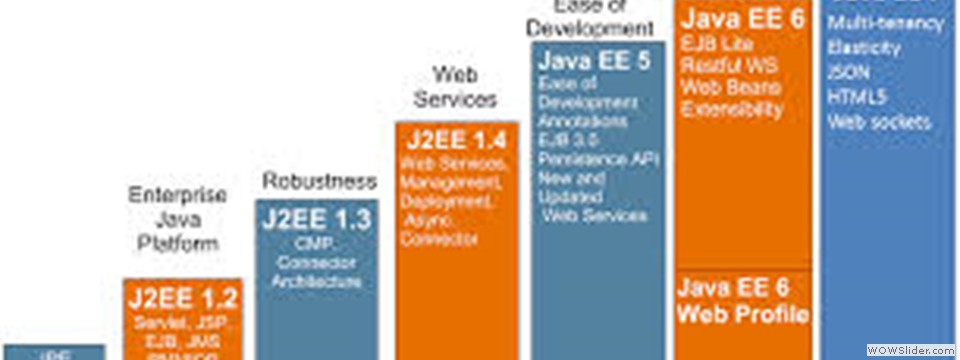 Enterprise
Java
Platform
J2EE 1.2
Servlet, JSP,
EJB, JMS
Robustness
J2EE 1.3
CMP,
Connector
Architecture
Web
Services
J2EE 1.4
Web Services,
Management,
Deployment,
Async.
Connector
Ease of
Development
Java EE 5
Ease of
Development
Annotations
EJB 3.0
Persistence API
New and
Updated
Web Services
Java EE 6
EJB Lite
Restful WS
Web Beans
Extensibility
Java EE 6
Web Profile
Multi-tenancy
Elasticity
JSON
HTML5
Web sockets
WOWSlider.com